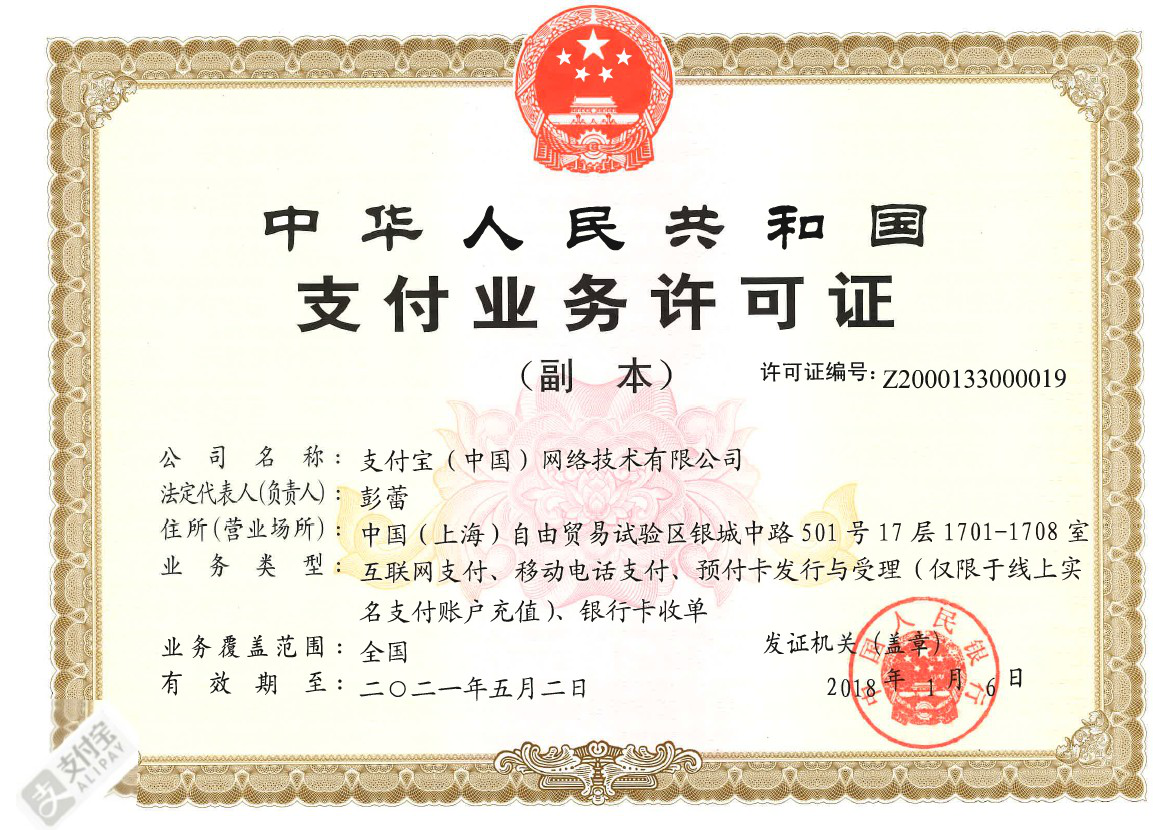 中华人民共和国
支付业务许可证
（副 本）
许可证编号：Z2000133000019
公司名称：支付宝（中国）网络技术有限公司
法定代表人(负责人)：彭蕾
住所(营业场所)：中国（上海）自由贸易试验区银城中路501号17层1701-1708室
业务类型：互联网支付、移动电话支付、预付卡发行与受理（仅限于线上实
名支付账户充值）、银行卡收单
业务覆盖范围：全国
有效期至：二〇二一年五月二日
发证机关（盖章）
2018年1月6日
中国人民银行
支付宝
ALIPAY
支